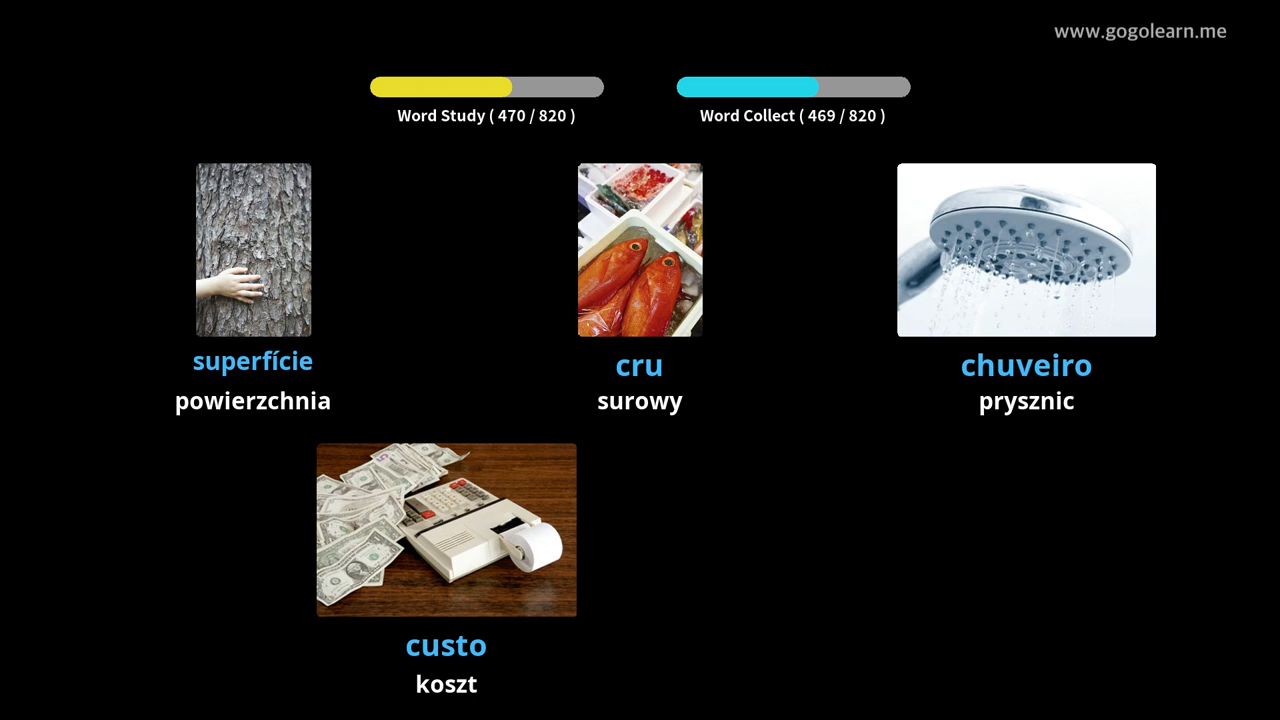 www.gogolearn.me
Word Study ( 470 / 820 )
Word Collect ( 469 / 820 )
superfície
powierzchnia
cru
surowy
chuveiro
prysznic
custo
koszt